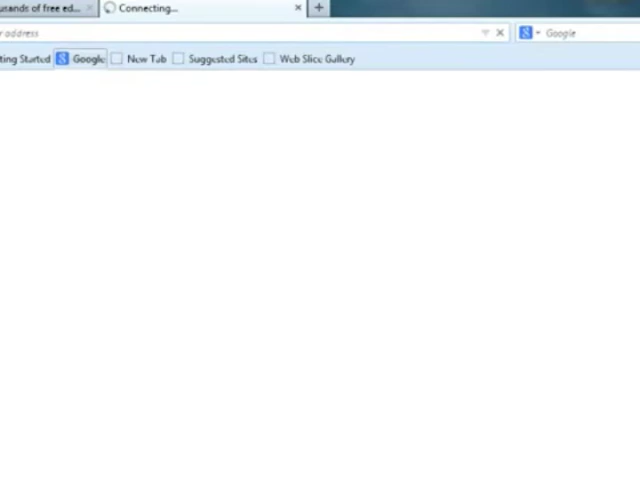 usands of free ed... Connecting...
r address Google
ting Started Google New Tab Suggested Sites Web Slice Gallery